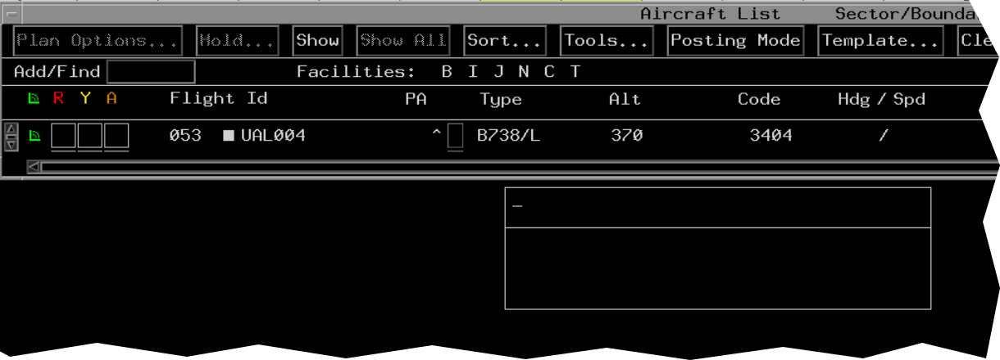 Aircraft List Sector/Bounda
Plan Options... Hold... Show Show All Sort... Tools... Posting Mode Template... Cle
Add/Find Facilities: B I J N C T
R Y A Flight Id PA Type Alt Code Hdg / Spd
053 UAL004 ^ B738/L 370 3404 /
_